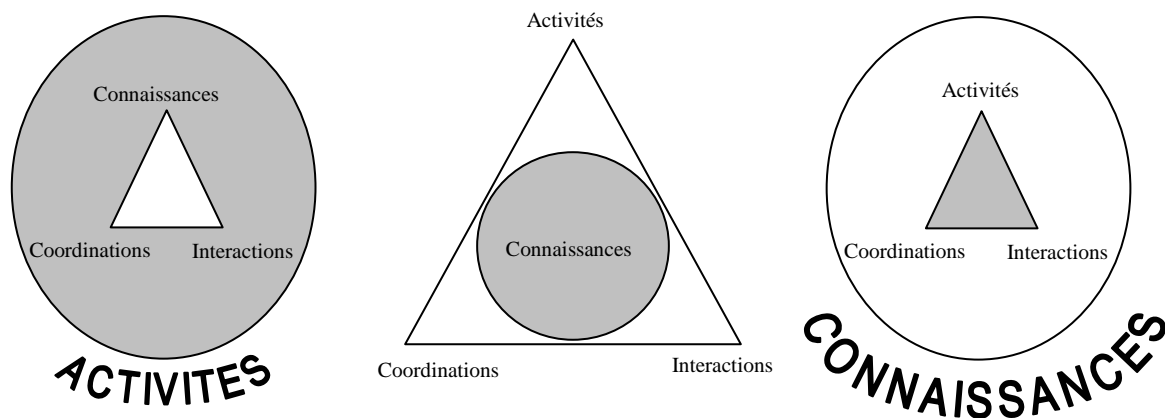 Connaissances
Coordinations
Interactions
ACTIVITES
Activités
Connaissances
Coordinations
Interactions
Activités
Coordinations
Interactions
CONNAISSANCES